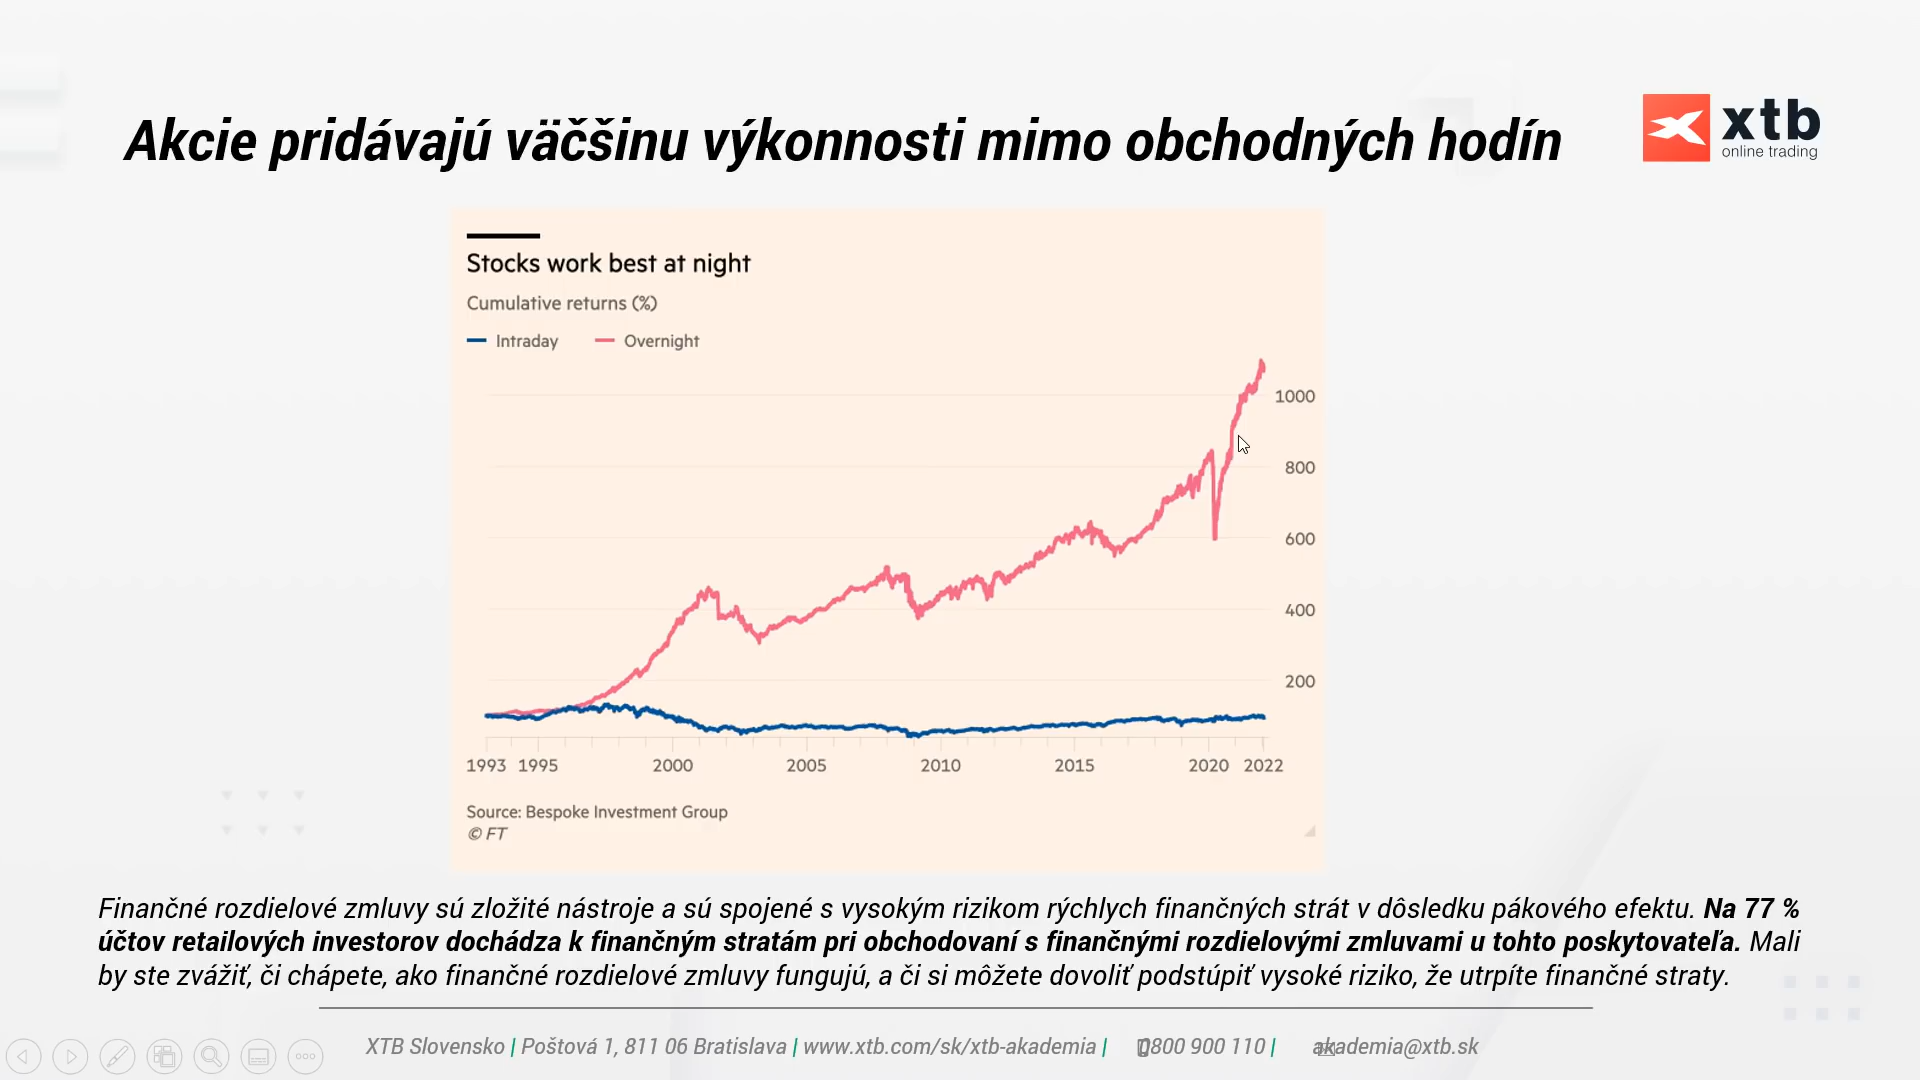 Akcie pridávajú väčšinu výkonnosti mimo obchodných hodín
xtb
online trading
Stocks work best at night
Cumulative returns (%)
Intraday Overnight
1000
800
600
400
200
1993 1995 2000 2005 2010 2015 2020 2022
Source: Bespoke Investment Group
© FT
Finančné rozdielové zmluvy sú zložité nástroje a sú spojené s vysokým rizikom rýchlych finančných strát v dôsledku pákového efektu. Na 77 %
účtov retailových investorov dochádza k finančným stratám pri obchodovaní s finančnými rozdielovými zmluvami u tohto poskytovateľa. Mali
by ste zvážiť, či chápete, ako finančné rozdielové zmluvy fungujú, a či si môžete dovoliť podstúpiť vysoké riziko, že utrpíte finančné straty.
XTB Slovensko | Poštová 1, 811 06 Bratislava | www.xtb.com/sk/xtb-akademia | 0800 900 110 | akademia@xtb.sk